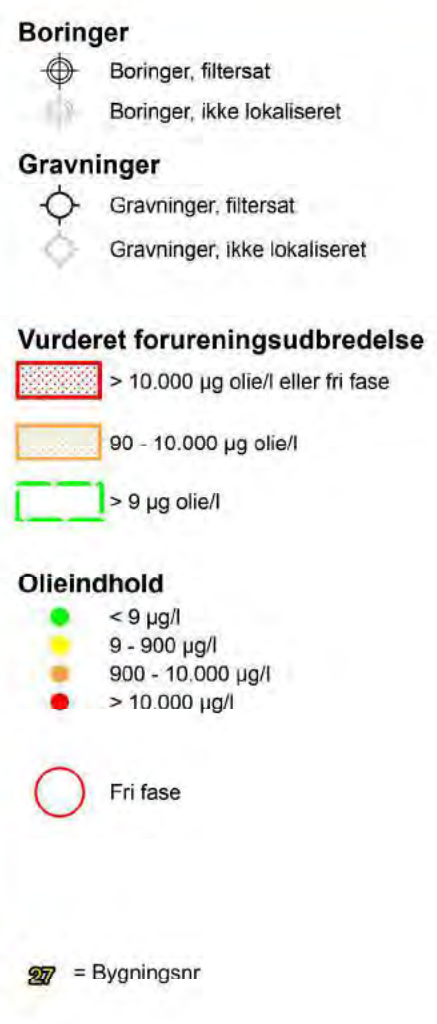 Boringer
Boringer, filtersat
Boringer, ikke lokaliseret
Gravninger
Gravninger, filtersat
Gravninger, ikke lokaliseret
Vurderet forureningsudbredelse
> 10.000 µg olie/l eller fri fase
90 - 10.000 µg olie/l
> 9 µg olie/l
Olieindhold
< 9 µg/l
9 - 900 µg/l
900 - 10.000 µg/l
> 10.000 µg/l
Fri fase
27 = Bygningsnr